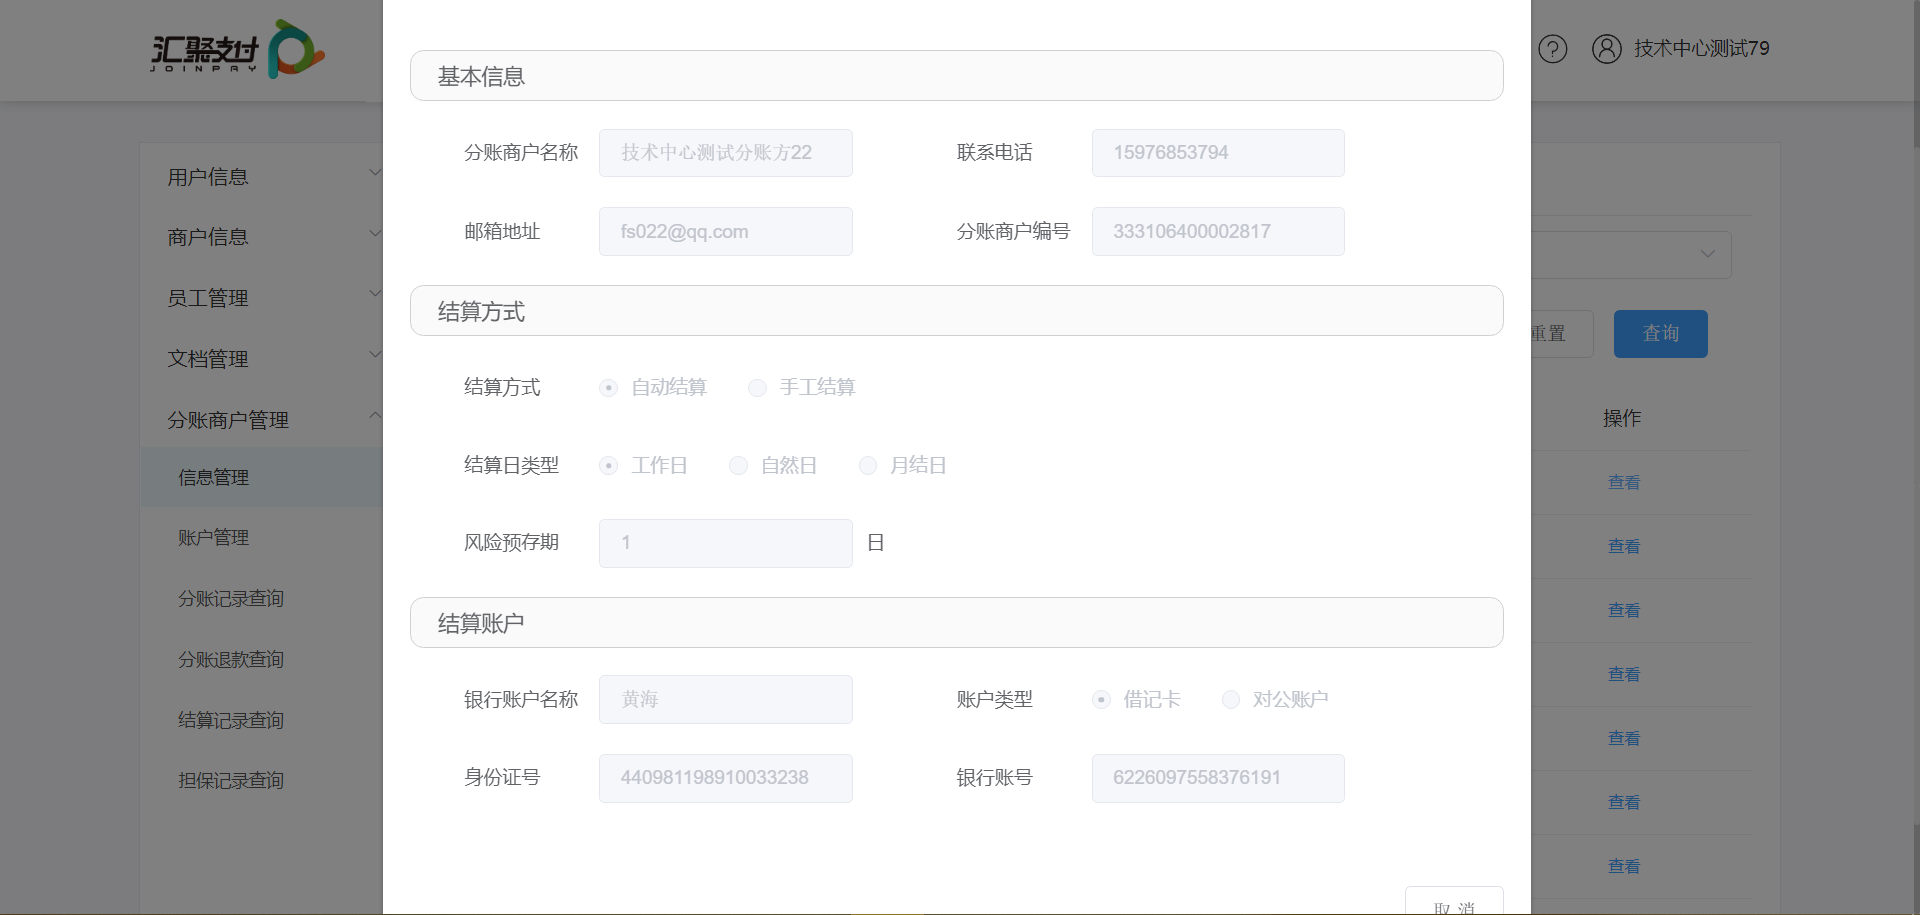 汇聚支付
JOINPAY
技术中心测试79
用户信息
商户信息
员工管理
文档管理
分账商户管理
信息管理
账户管理
分账记录查询
分账退款查询
结算记录查询
担保记录查询
基本信息
分账商户名称 技术中心测试分账方22 联系电话 15976853794
邮箱地址 fs022@qq.com 分账商户编号 333106400002817
结算方式
结算方式 自动结算 手工结算
结算日类型 工作日 自然日 月结日
风险预存期 1 日
结算账户
银行账户名称 黄海 账户类型 借记卡 对公账户
身份证号 440981198910033238 银行账号 6226097558376191
取 消
重置 查询
操作
查看
查看
查看
查看
查看
查看
查看